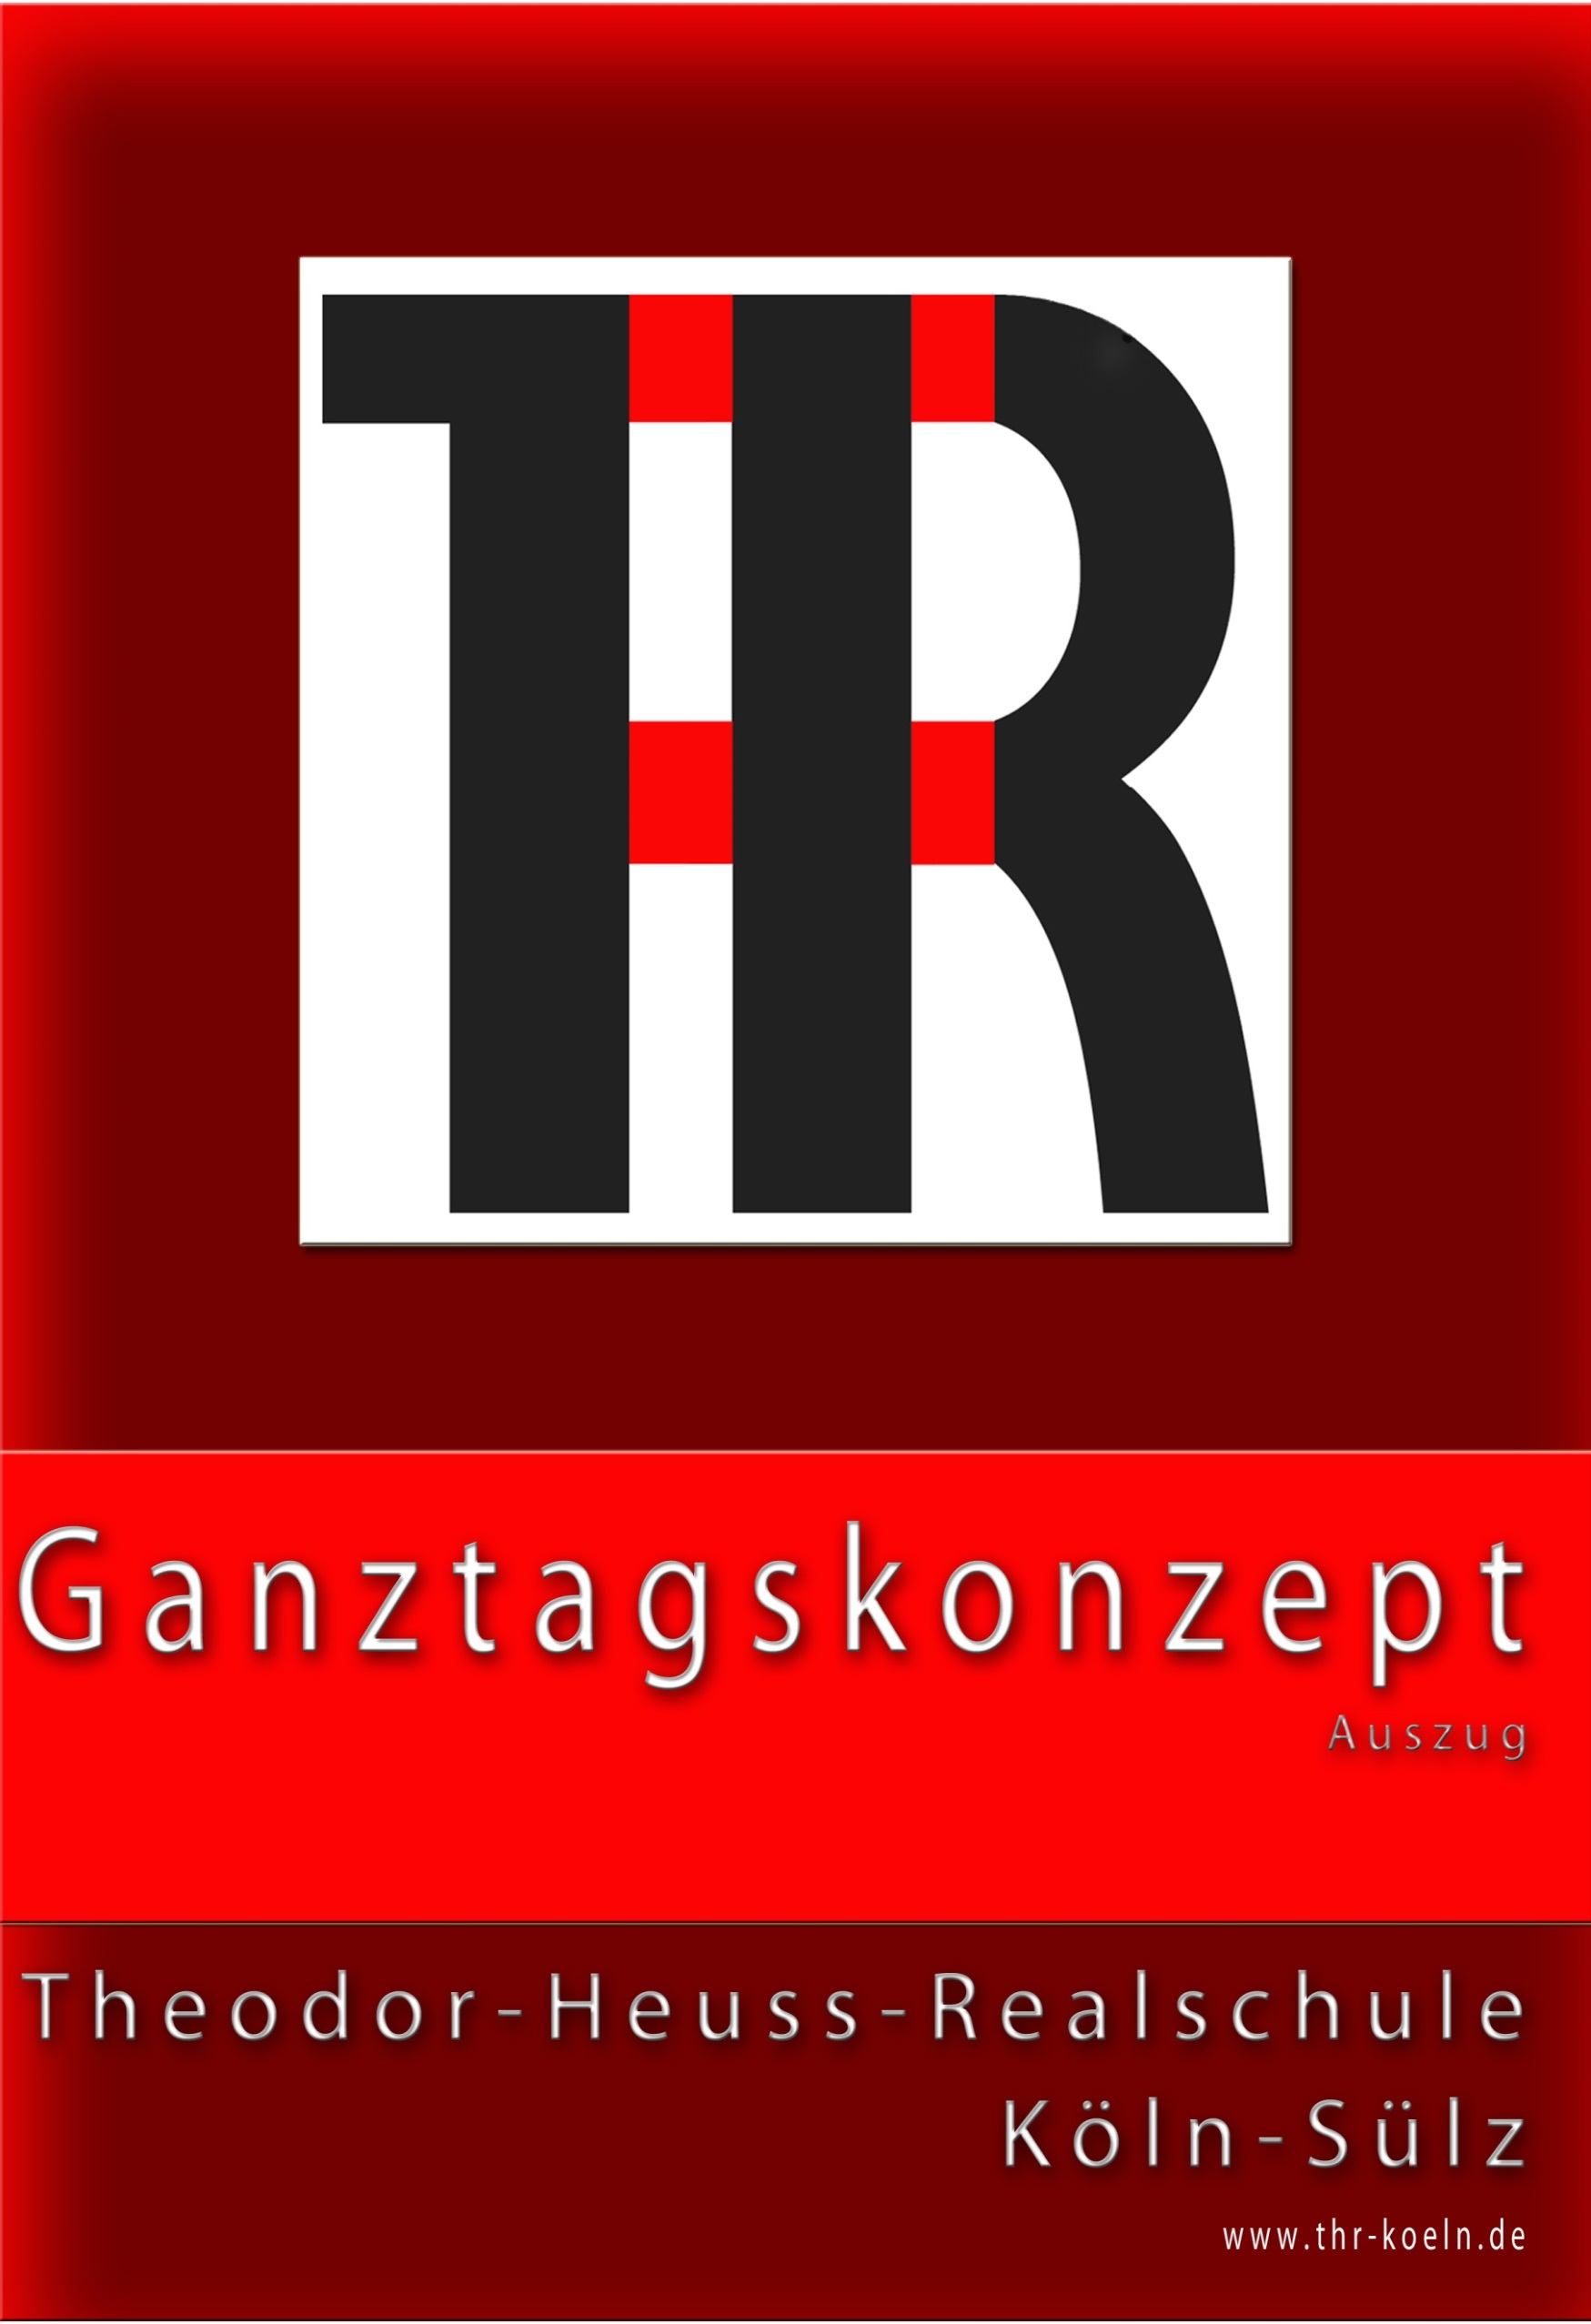 THR
Ganztagskonzept
Auszug
Theodor-Heuss-Realschule
Köln-Sülz
www.thr-koeln.de